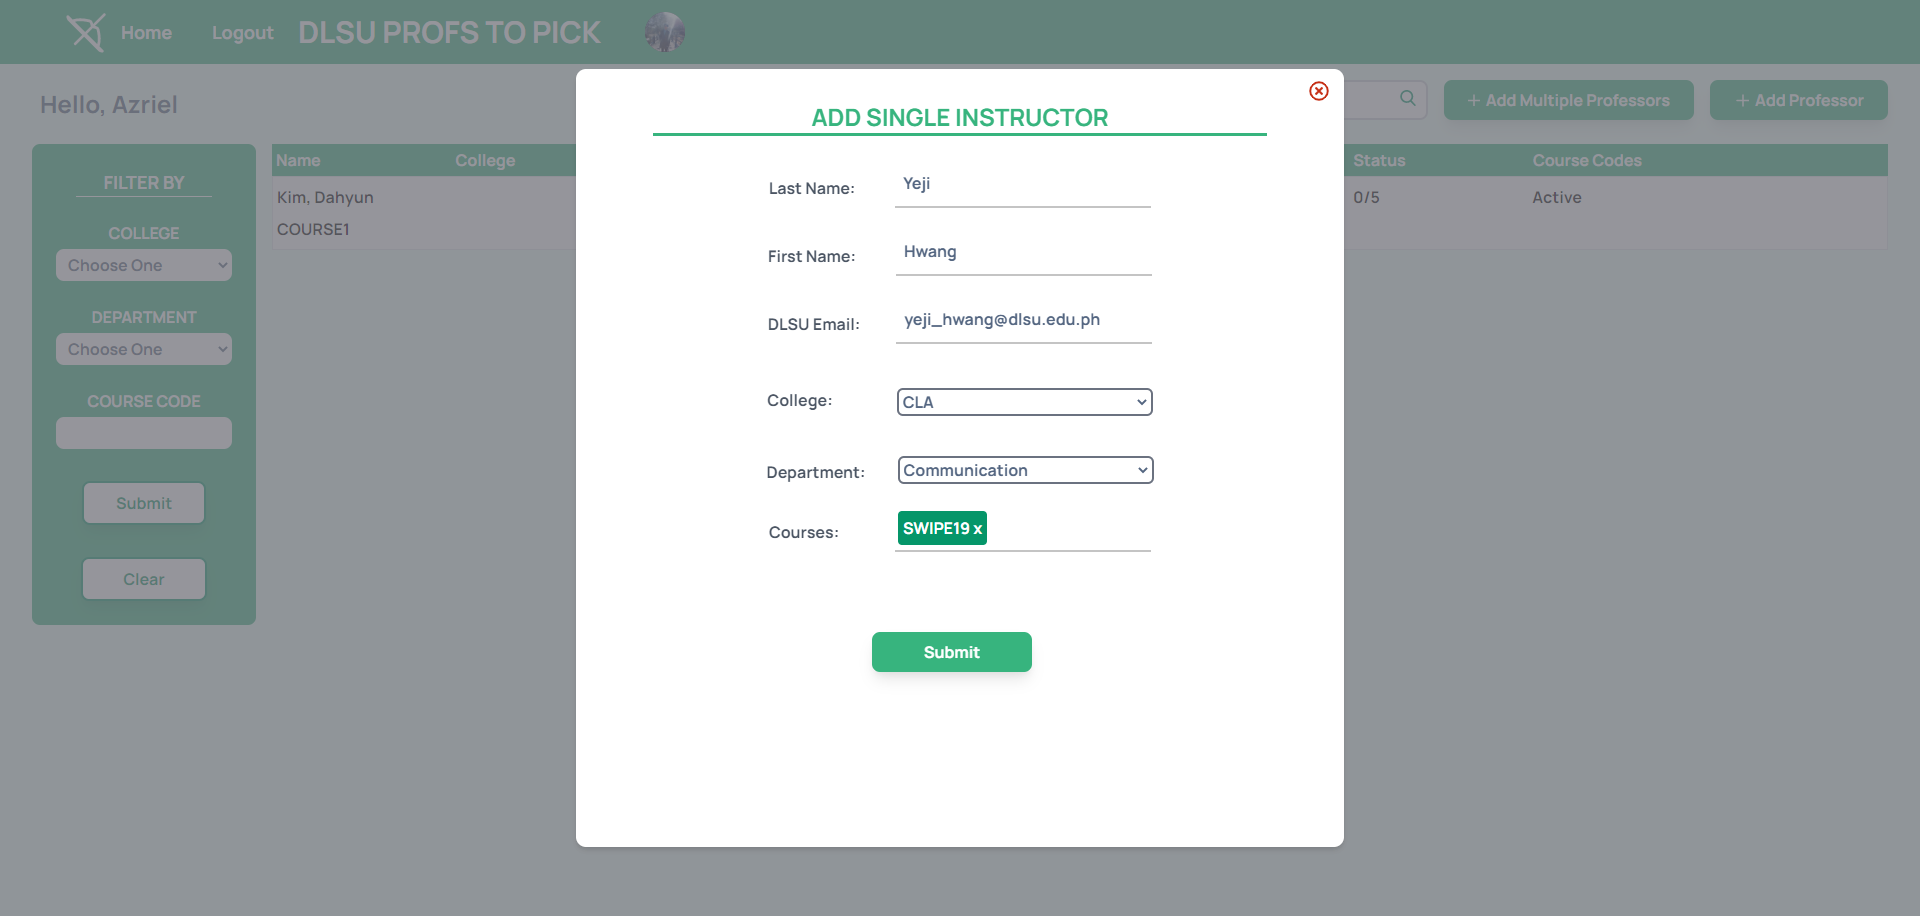 Home Logout DLSU PROFS TO PICK
Hello, Azriel
+ Add Multiple Professors
+ Add Professor
FILTER BY
COLLEGE
Choose One
DEPARTMENT
Choose One
COURSE CODE
Submit
Clear
Name College Status Course Codes
Kim, Dahyun 0/5 Active
COURSE1
ADD SINGLE INSTRUCTOR
Last Name: Yeji
First Name: Hwang
DLSU Email: yeji_hwang@dlsu.edu.ph
College: CLA
Department: Communication
Courses: SWIPE19 x
Submit